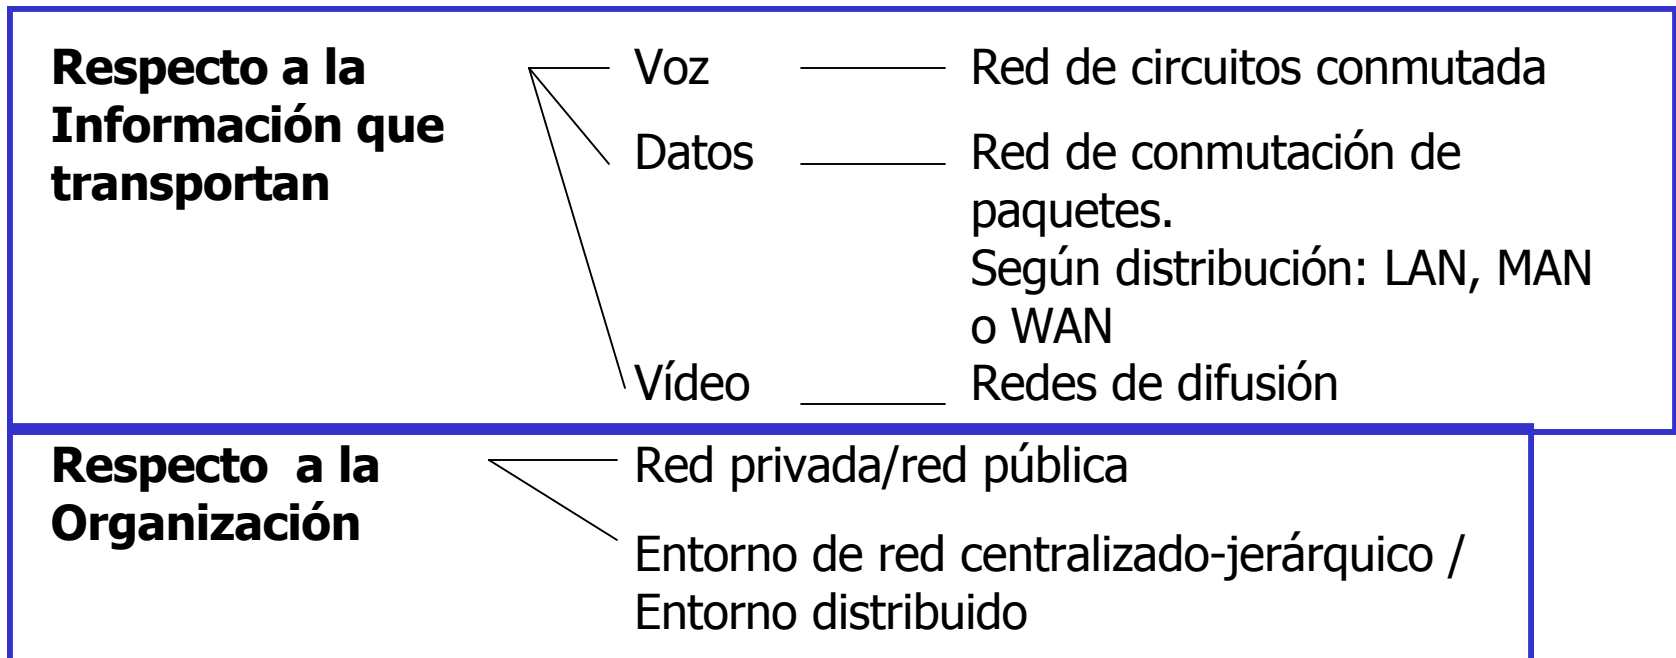 Respecto a la
Información que
transportan
Voz
Red de circuitos conmutada
Datos
Red de conmutación de
paquetes.
Según distribución: LAN, MAN
o WAN
Vídeo
Redes de difusión
Respecto  a la
Organización
Red privada/red pública
Entorno de red centralizado-jerárquico /
Entorno distribuido